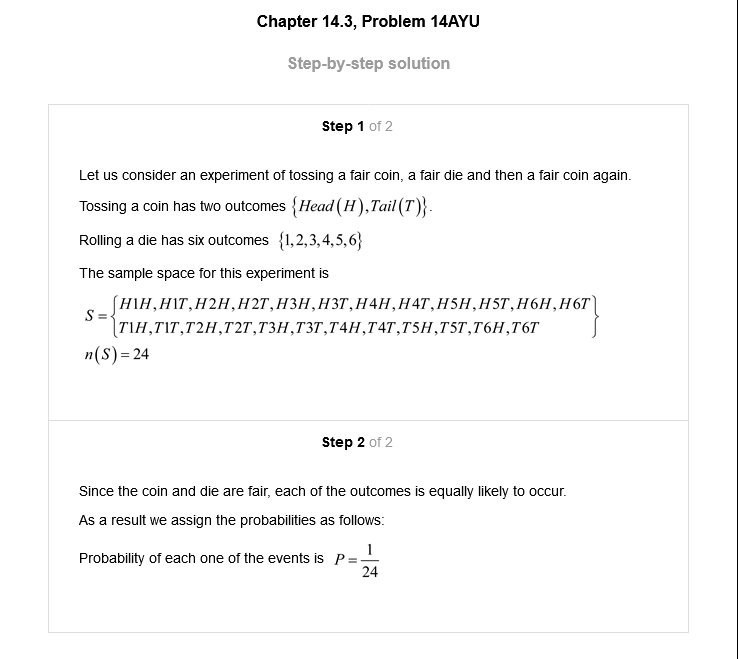 Chapter 14.3, Problem 14AYU
Step-by-step solution
Step 1 of 2
Let us consider an experiment of tossing a fair coin, a fair die and then a fair coin again.
Tossing a coin has two outcomes {Head(H),Tail(T)}.
Rolling a die has six outcomes {1,2,3,4,5,6}
The sample space for this experiment is
S = {H1H,H1T,H2H,H2T,H3H,H3T,H4H,H4T,H5H,H5T,H6H,H6T
T1H,T1T,T2H,T2T,T3H,T3T,T4H,T4T,T5H,T5T,T6H,T6T}
n(S) = 24
Step 2 of 2
Since the coin and die are fair, each of the outcomes is equally likely to occur.
As a result we assign the probabilities as follows:
Probability of each one of the events is P = 1/24